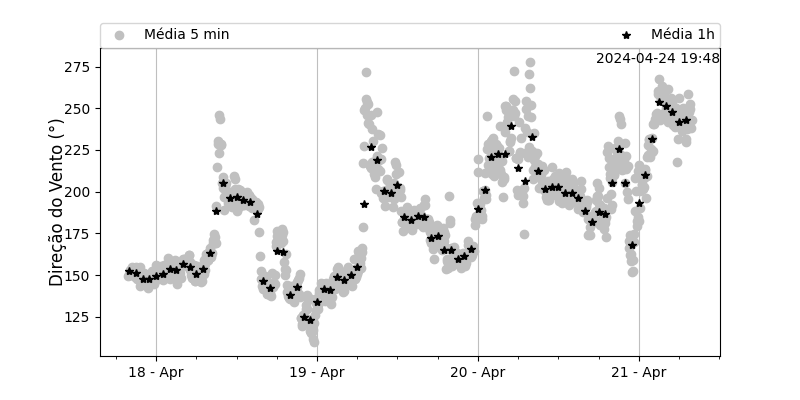 Média 5 min
Média 1h
2024-04-24 19:48
Direção do Vento (°)
275
250
225
200
175
150
125
18 - Apr
19 - Apr
20 - Apr
21 - Apr